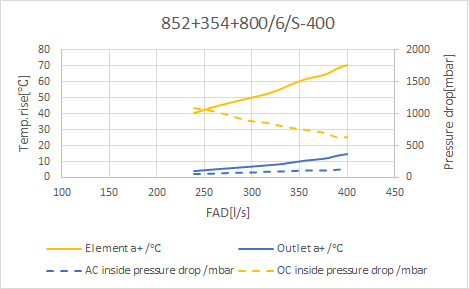 852+354+800/6/S-400
Temp.rise[℃]
80
70
60
50
40
30
20
10
0
2000
1500
1000
500
0
Pressure drop[mbar]
100 150 200 250 300 350 400 450
FAD[l/s]
Element a+ /℃ Outlet a+ /℃
AC inside pressure drop /mbar OC inside pressure drop /mbar